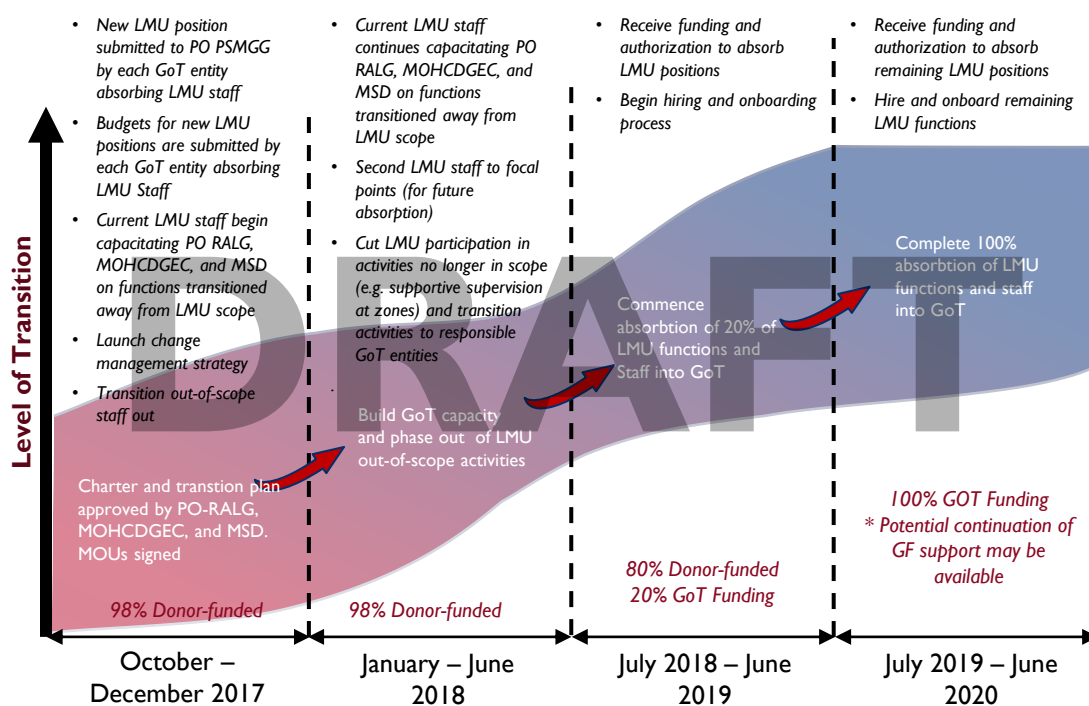 • New LMU position
submitted to PO PSMGG
by each GoT entity
absorbing LMU staff
• Budgets for new LMU
positions are submitted by
each GoT entity absorbing
LMU Staff
• Current LMU staff begin
capacitating PO RALG,
MOHCDGEC, and MSD
on functions transitioned
away from LMU scope
• Launch change
management strategy
• Transition out-of-scope
staff out
• Current LMU staff
continues capacitating PO
RALG, MOHCDGEC, and
MSD on functions
transitioned away from
LMU scope
• Second LMU staff to focal
points (for future
absorption)
• Cut LMU participation in
activities no longer in scope
(e.g. supportive supervision
at zones) and transition
activities to responsible
GoT entities
.
• Receive funding and
authorization to absorb
LMU positions
• Begin hiring and onboarding
process
• Receive funding and
authorization to absorb
remaining LMU positions
• Hire and onboard remaining
LMU functions
Level of Transition
DRAFT
Charter and transtion plan
approved by PO-RALG,
MOHCDGEC, and MSD.
MOUs signed
Build GoT capacity
and phase out of LMU
out-of-scope activities
Commence
absorbtion of 20% of
LMU functions and
Staff into GoT
Complete 100%
absorbtion of LMU
functions and staff
into GoT
98% Donor-funded
98% Donor-funded
80% Donor-funded
20% GoT Funding
100% GOT Funding
* Potential continuation of
GF support may be
available
October –
December 2017
January – June
2018
July 2018 – June
2019
July 2019 – June
2020